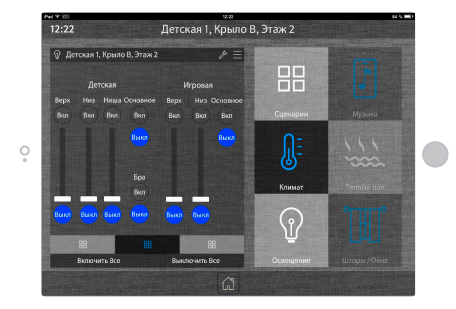 iPad
12:22
84 %
12:22
Детская 1, Крыло В, Этаж 2
Детская 1, Крыло В, Этаж 2
Детская Игровая
Верх Низ Ниша Основное Верх Низ Основное
Вкл Вкл Вкл Вкл Вкл Вкл Вкл
Выкл Выкл
Бра
Вкл
Выкл Выкл Выкл Выкл Выкл Выкл
Включить Все Выключить Все
Сценарии Музыка
Климат Теплый пол
Освещение Шторы / Окна